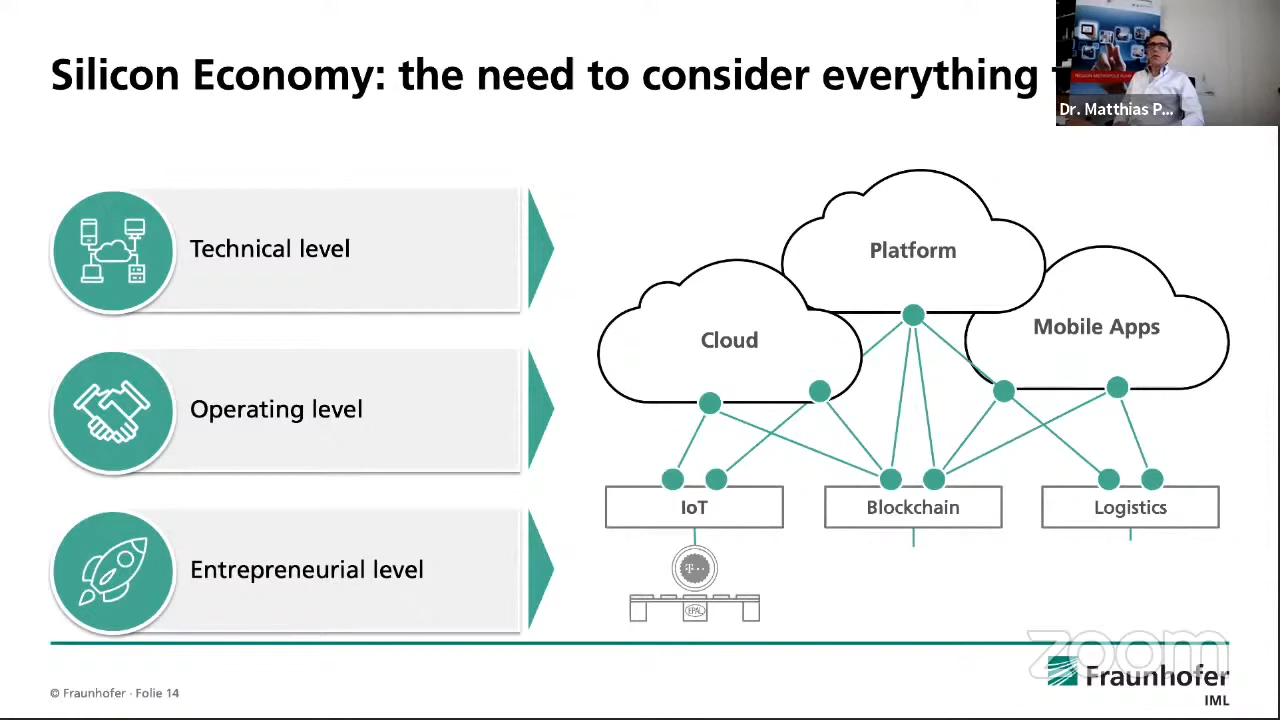 Silicon Economy: the need to consider everything
Dr. Matthias P...
Technical level
Operating level
Entrepreneurial level
Platform
Cloud
Mobile Apps
IoT
Blockchain
Logistics
T
EPAL
zoom
Fraunhofer
IML
© Fraunhofer · Folie 14